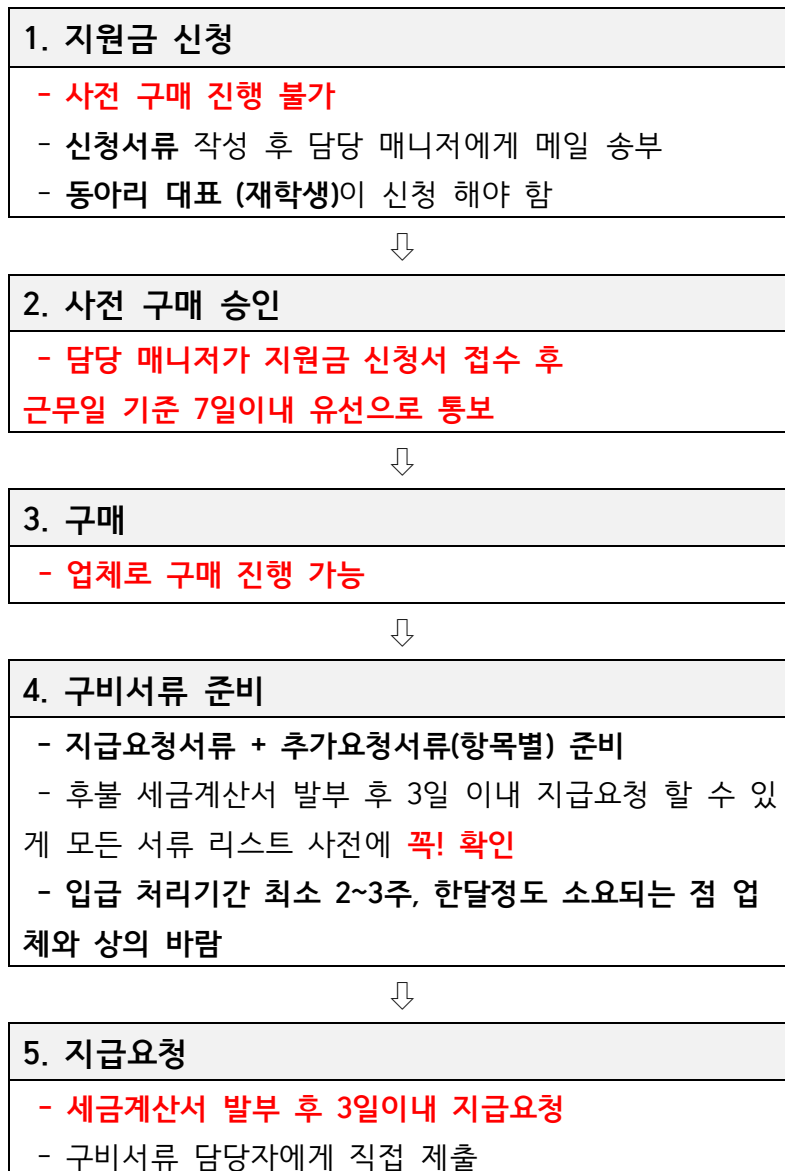 1. 지원금 신청
- 사전 구매 진행 불가
- 신청서류 작성 후 담당 매니저에게 메일 송부
- 동아리 대표 (재학생)이 신청 해야 함
⇩
2. 사전 구매 승인
- 담당 매니저가 지원금 신청서 접수 후
근무일 기준 7일이내 유선으로 통보
⇩
3. 구매
- 업체로 구매 진행 가능
⇩
4. 구비서류 준비
- 지급요청서류 + 추가요청서류(항목별) 준비
- 후불 세금계산서 발부 후 3일 이내 지급요청 할 수 있
게 모든 서류 리스트 사전에 꼭! 확인
- 입급 처리기간 최소 2~3주, 한달정도 소요되는 점 업
체와 상의 바람
⇩
5. 지급요청
- 세금계산서 발부 후 3일이내 지급요청
- 구비서류 담당자에게 직접 제출